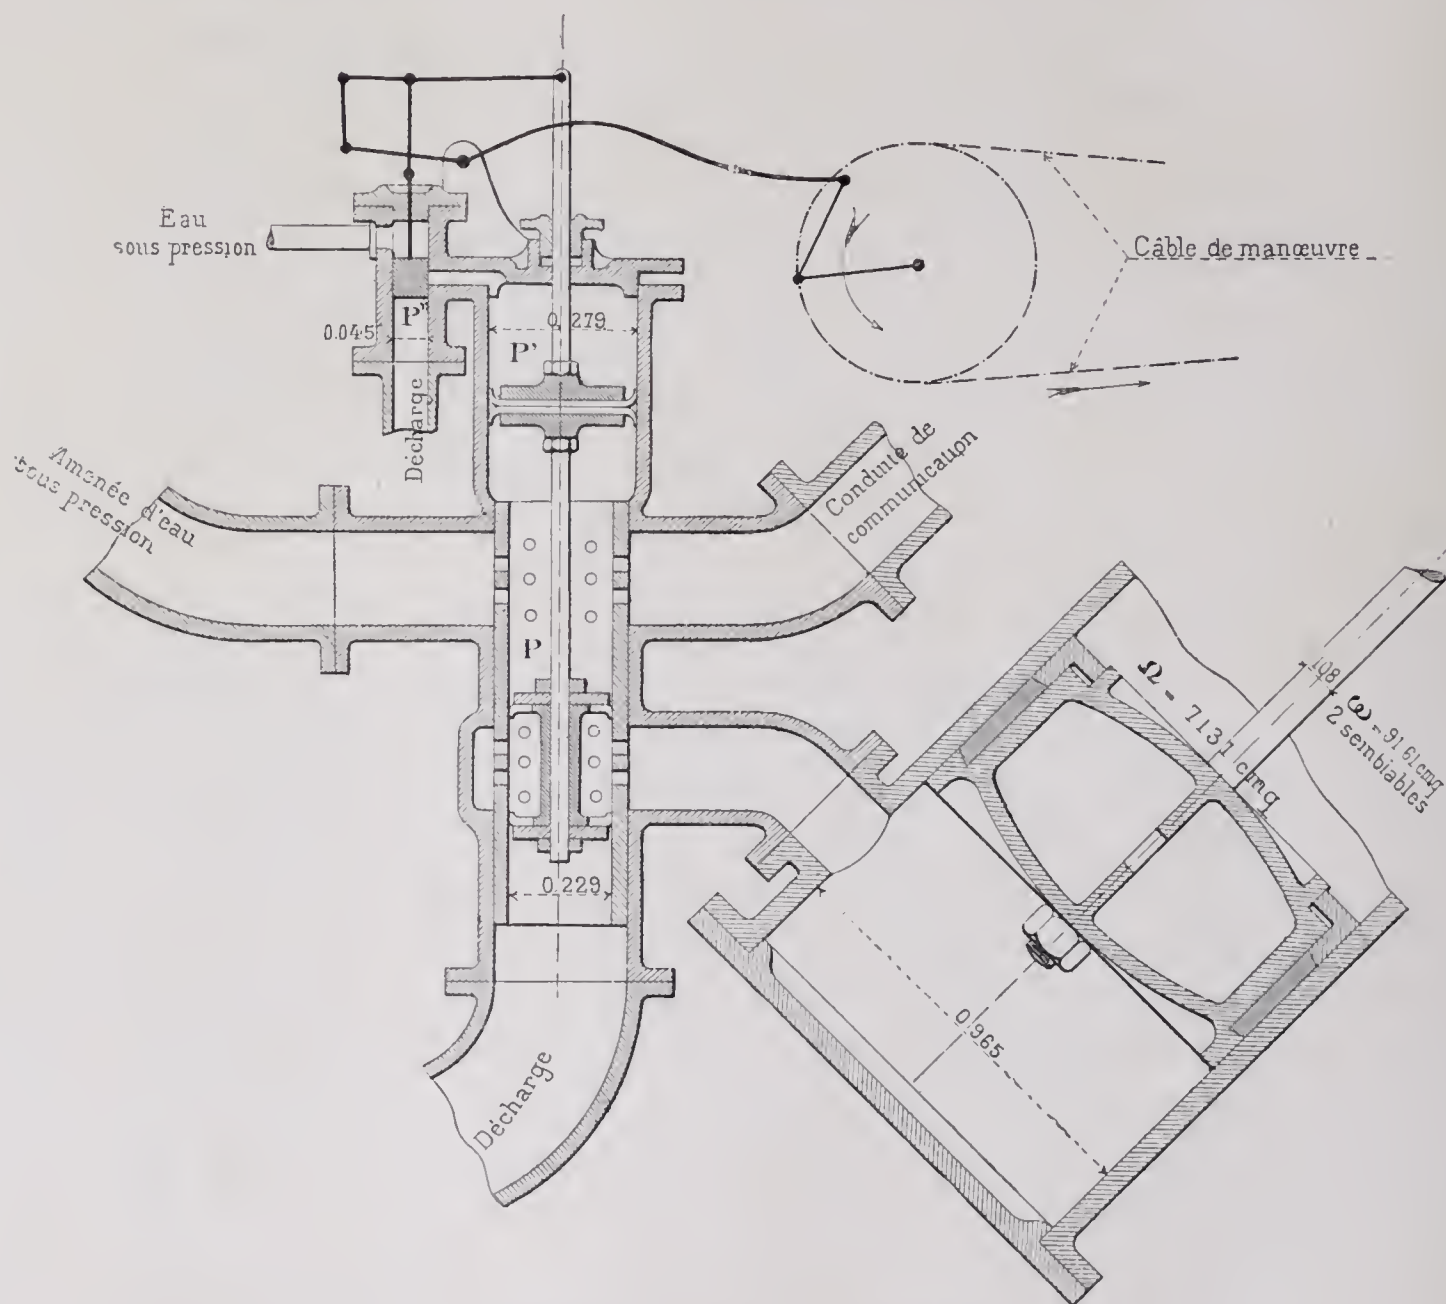 Eau
sous pression
Câble de manœuvre
0.045
P"
0.279
P'
Décharge
Amenée d'eau
sous pression
Conduite de
communication
P
Ω = 7137 cmq
108
ω = 91 61 cmq
2 semblables
0.229
0.965
Décharge